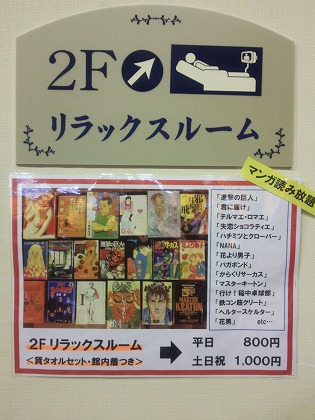 2F
リラックスルーム
マンガ読み放題
「進撃の巨人」
「君に届け」
「テルマエ・ロマエ」
「失恋ショコラティエ」
「ハチミツとクローバー」
「NANA」
「花より男子」
「バガボンド」
「からくりサーカス」
「マスターキートン」
「行け!稲中卓球部」
「鉄コン筋クリート」
「ヘルタースケルター」
「花男」 etc…
MASTER
KEATON
2F リラックスルーム
<貸タオルセット・館内着つき>
平日 800円
土日祝 1,000円